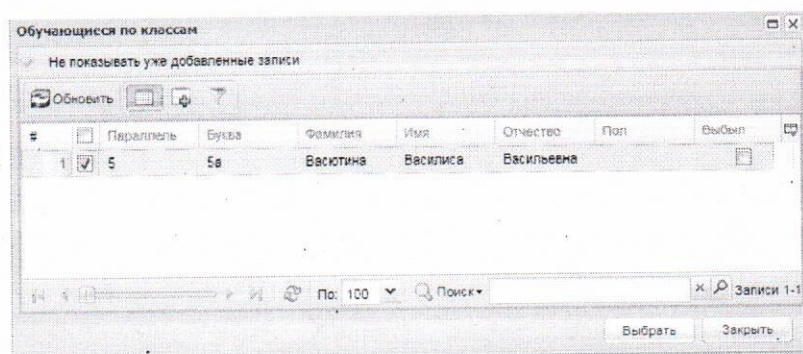 Обучающиеся по классам
Не показывать уже добавленные записи
Обновить
# Параллель Буква Фамилия Имя Отчество Пол Выбыл
1 5 5а Васютина Василиса Васильевна
По: 100 Поиск Записи 1-1
Выбрать Закрыть